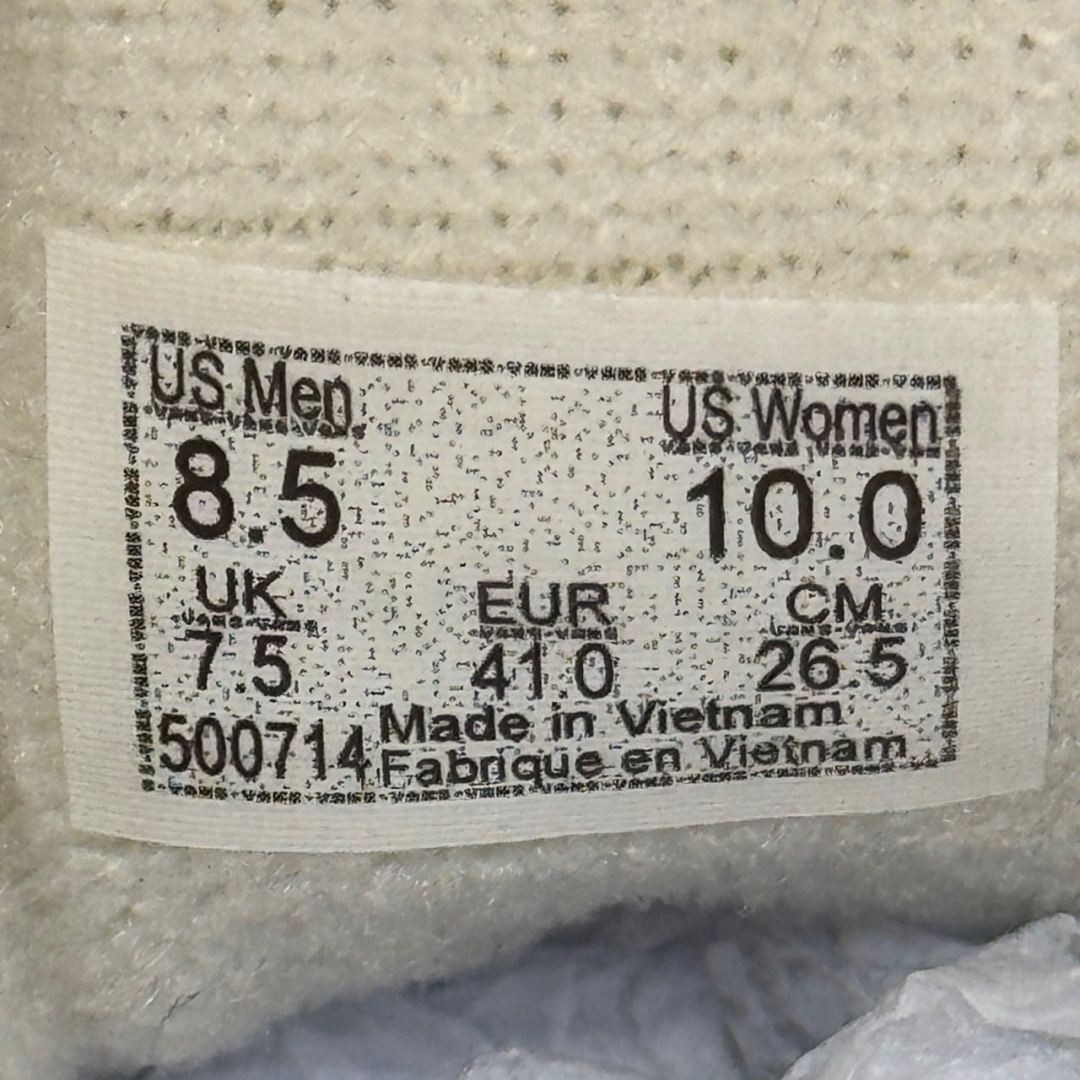 US Men US Women
8.5 10.0
UK EUR CM
7.5 41.0 26.5
500714 Made in Vietnam
Fabrique en Vietnam